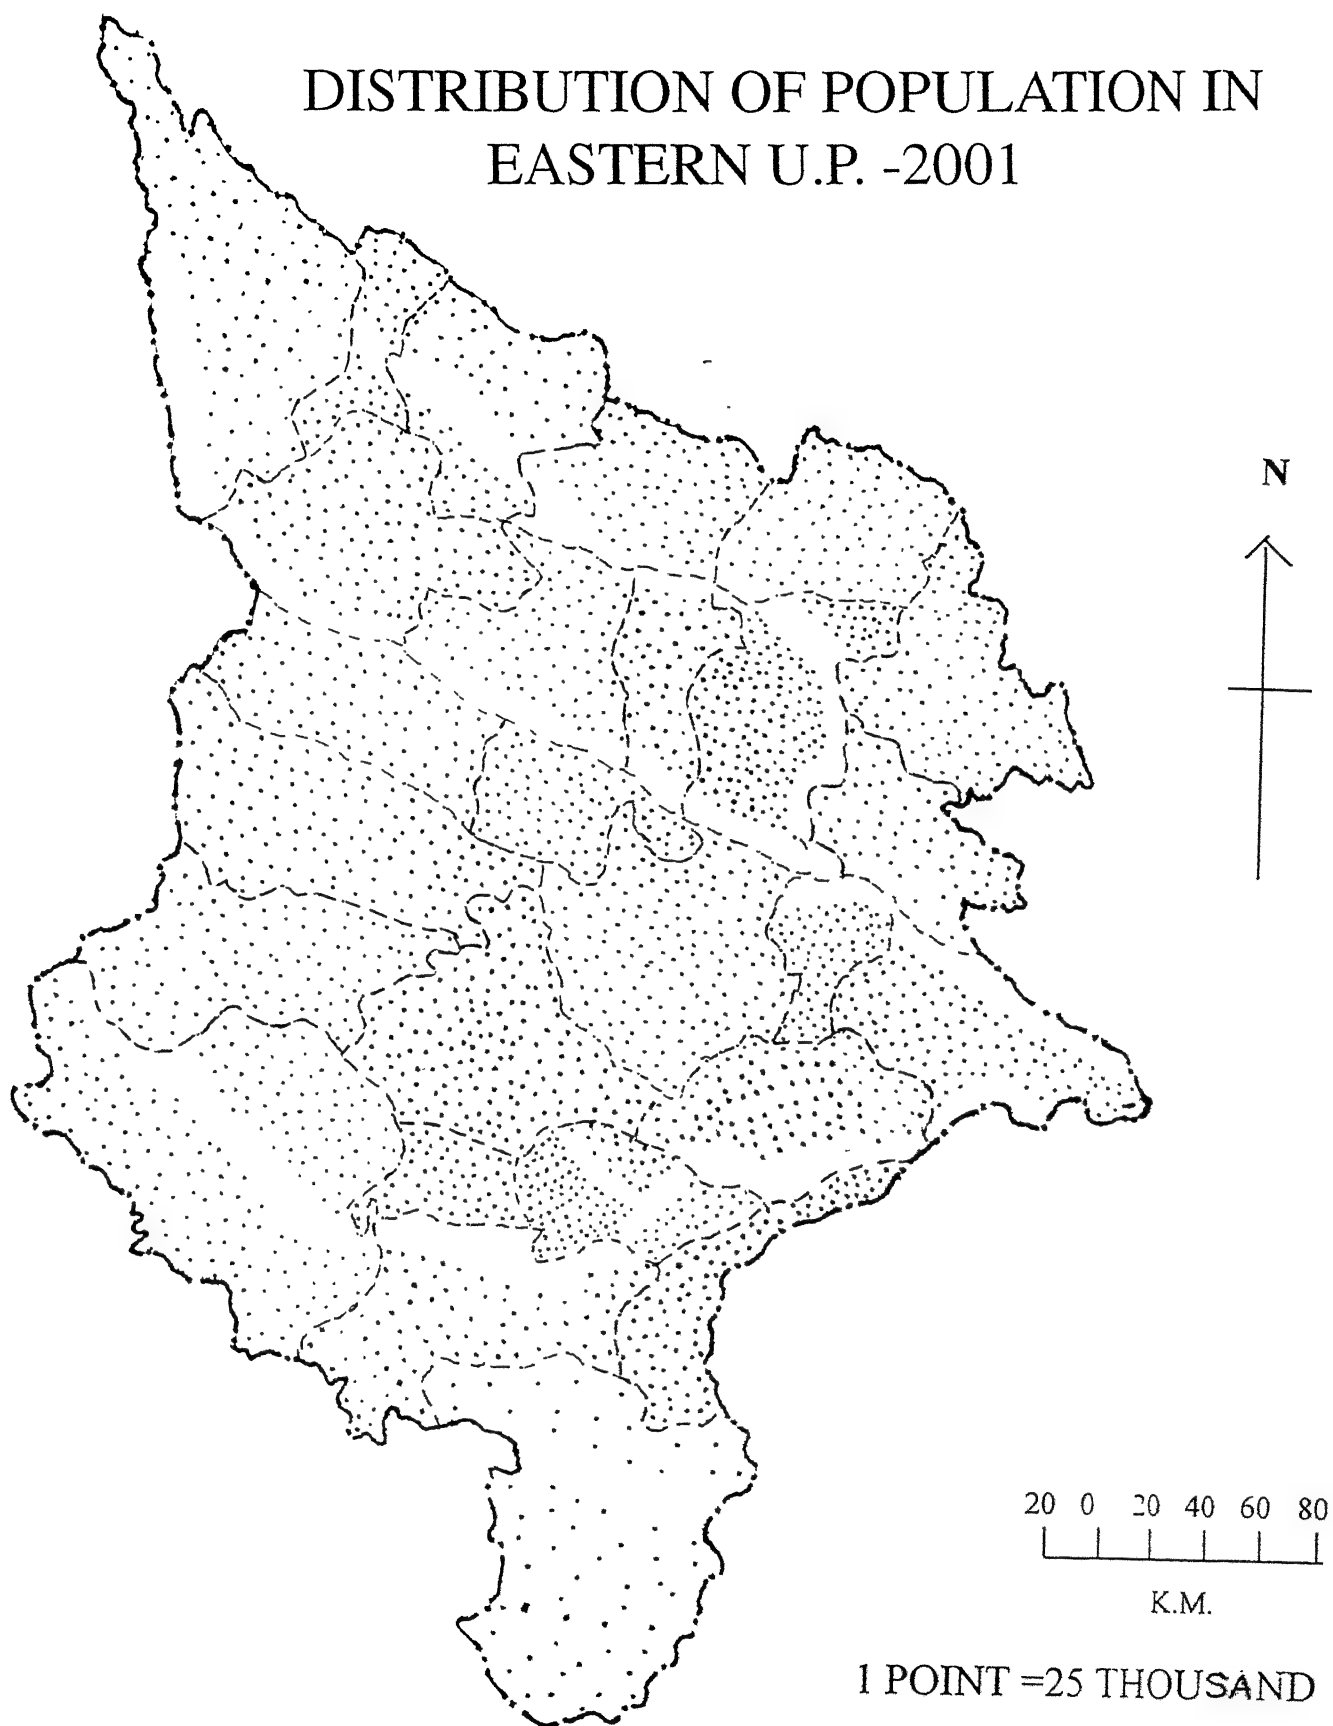 DISTRIBUTION OF POPULATION IN
EASTERN U.P. -2001
N
20 0 20 40 60 80
K.M.
1 POINT =25 THOUSAND